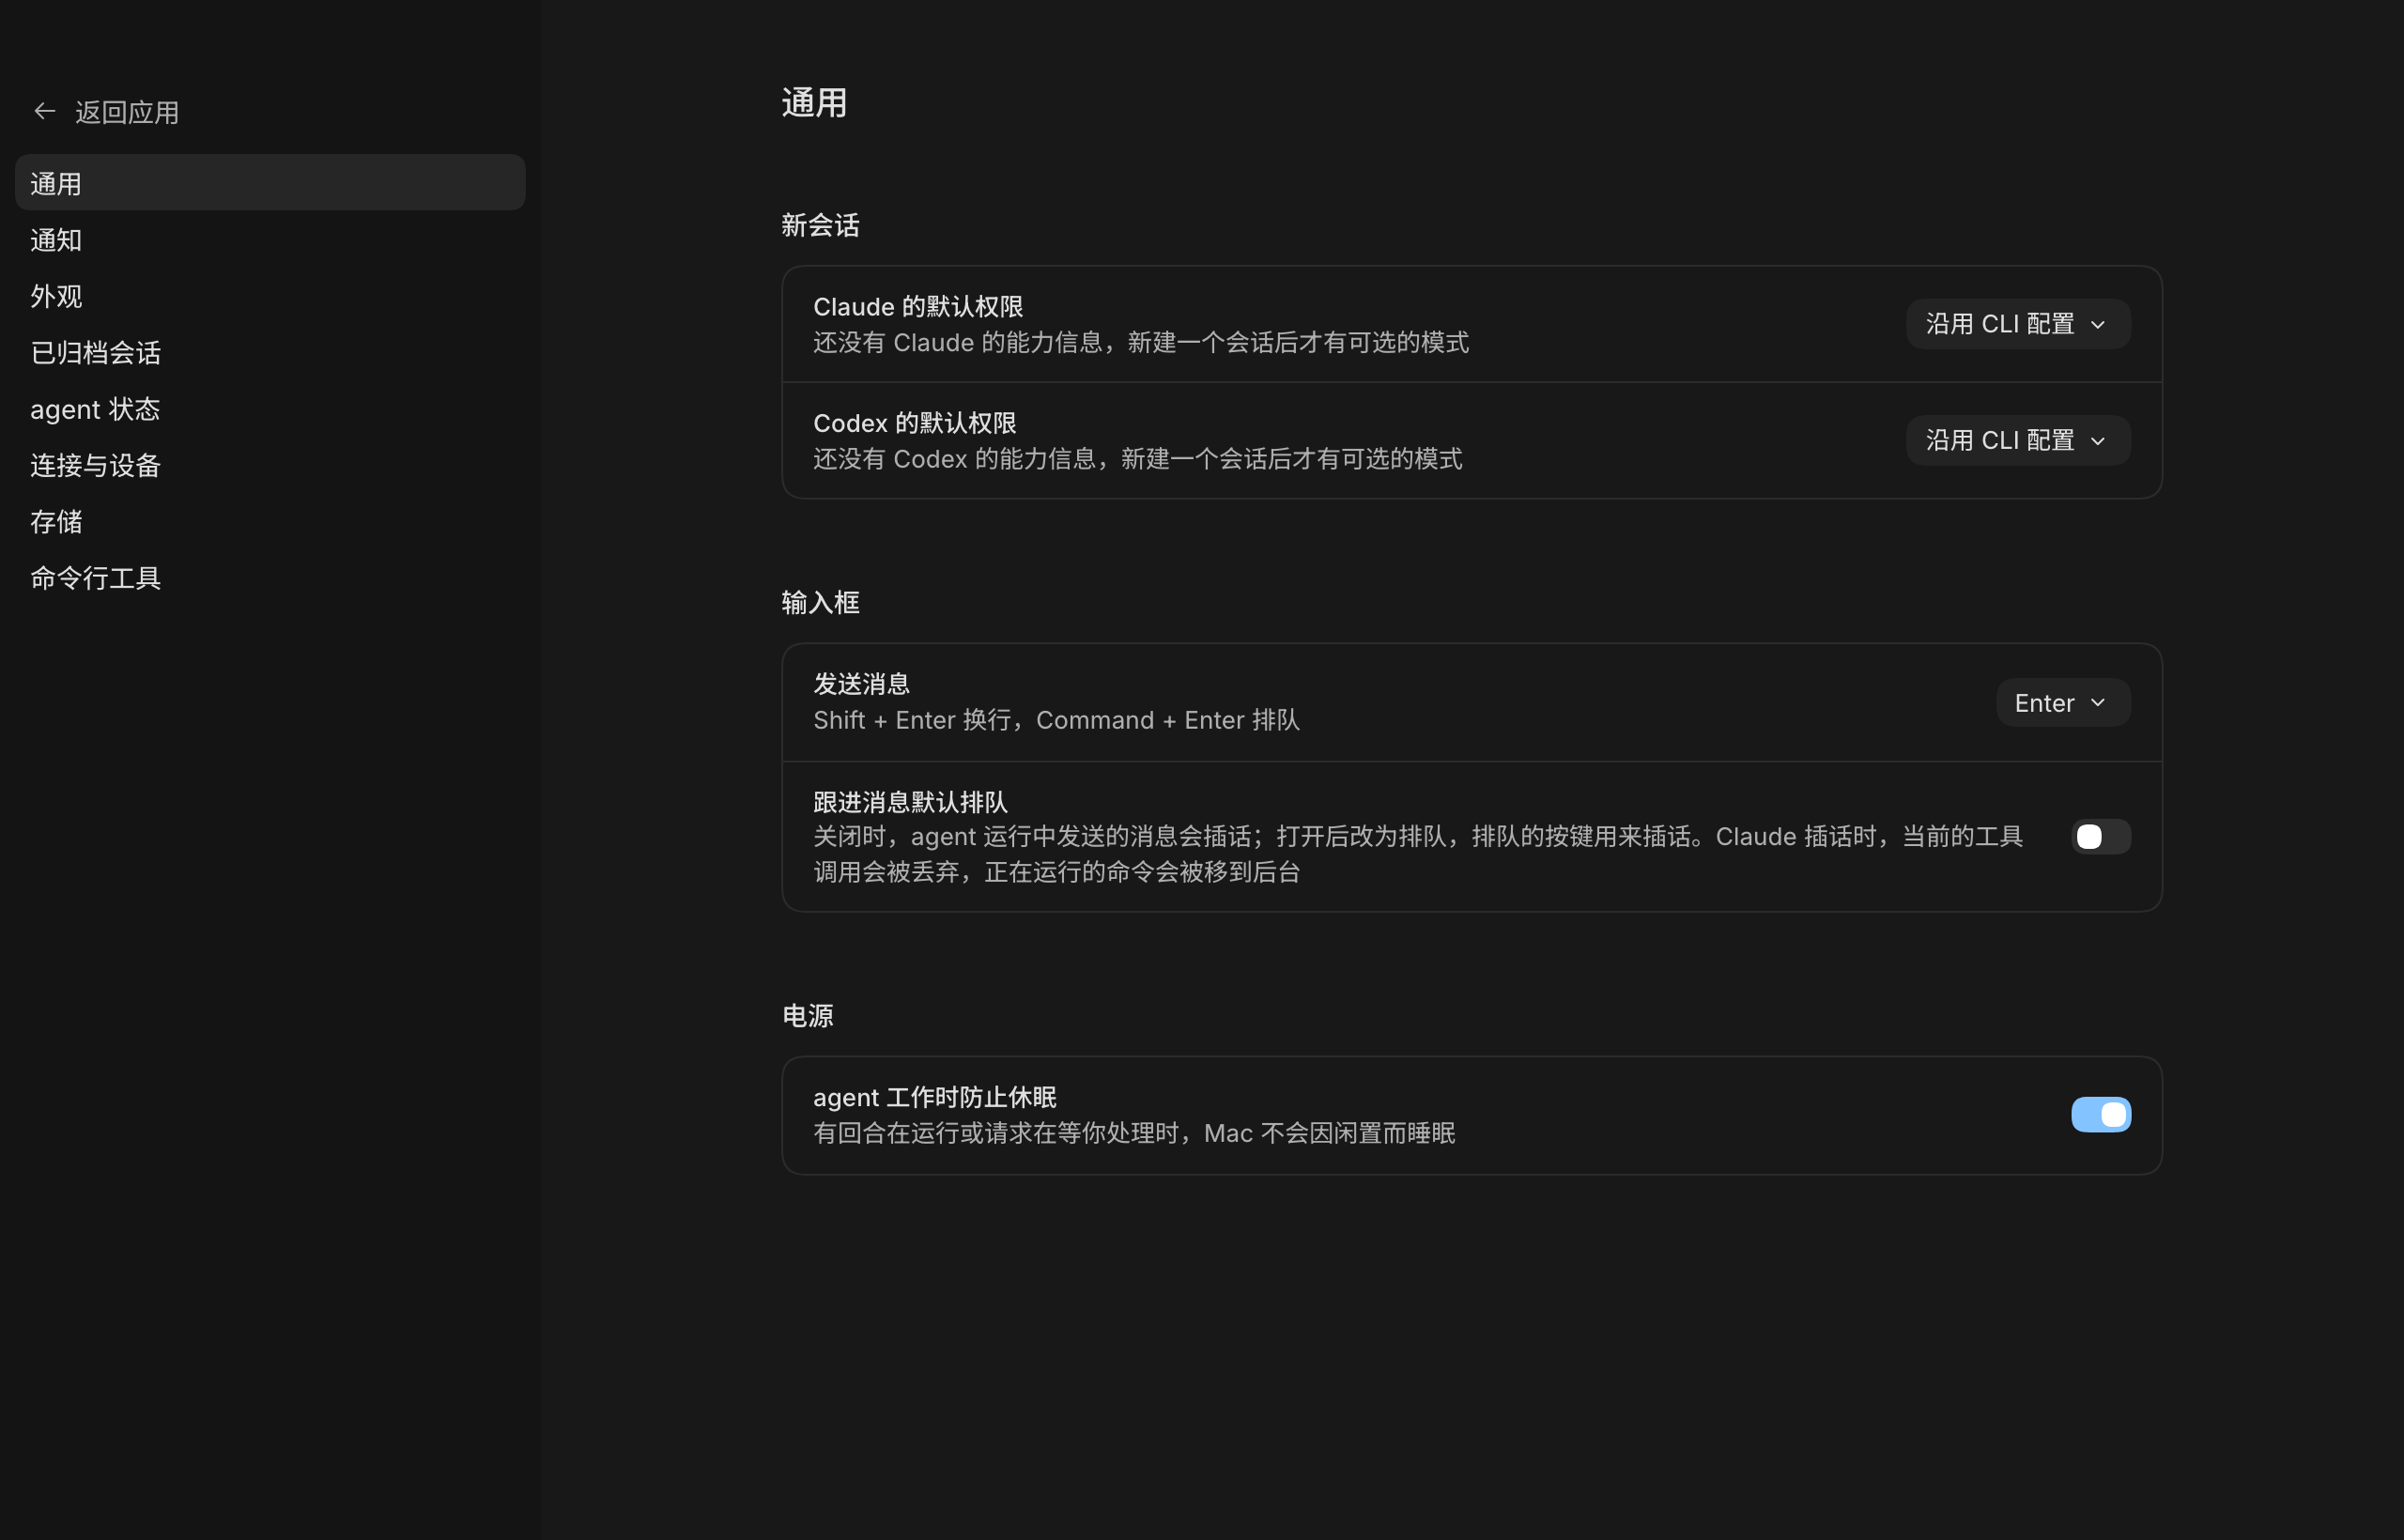 返回应用
通用
通知
外观
已归档会话
agent 状态
连接与设备
存储
命令行工具
通用
新会话
Claude 的默认权限
还没有 Claude 的能力信息，新建一个会话后才有可选的模式
沿用 CLI 配置
Codex 的默认权限
还没有 Codex 的能力信息，新建一个会话后才有可选的模式
沿用 CLI 配置
输入框
发送消息
Shift + Enter 换行，Command + Enter 排队
Enter
跟进消息默认排队
关闭时，agent 运行中发送的消息会插话；打开后改为排队，排队的按键用来插话。Claude 插话时，当前的工具
调用会被丢弃，正在运行的命令会被移到后台
电源
agent 工作时防止休眠
有回合在运行或请求在等你处理时，Mac 不会因闲置而睡眠